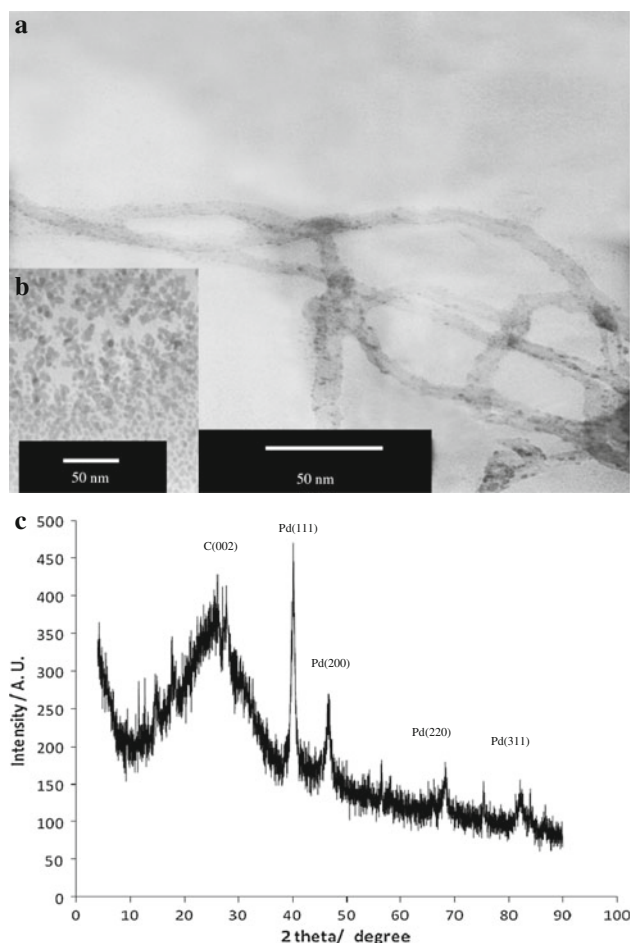 a
b
50 nm
50 nm
c
500
450
400
350
300
250
200
150
100
50
0
Intensity / A. U.
C(002)
Pd(111)
Pd(200)
Pd(220)
Pd(311)
0 10 20 30 40 50 60 70 80 90 100
2 theta/ degree